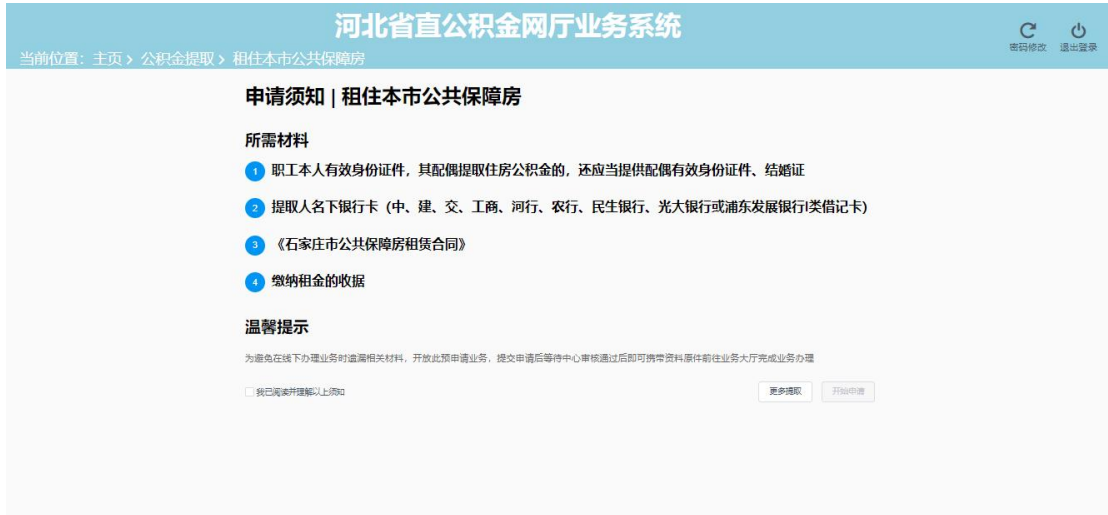 河北省直公积金网厅业务系统
密码修改 退出登录
当前位置：主页 > 公积金提取 > 租住本市公共保障房
申请须知 | 租住本市公共保障房
所需材料
1 职工本人有效身份证件，其配偶提取住房公积金的，还应当提供配偶有效身份证件、结婚证
2 提取人名下银行卡（中、建、交、工商、河行、农行、民生银行、光大银行或浦东发展银行I类借记卡）
3 《石家庄市公共保障房租赁合同》
4 缴纳租金的收据
温馨提示
为避免在线下办理业务时遗漏相关材料，开放此预申请业务，提交申请后等待中心审核通过后即可携带资料原件前往业务大厅完成业务办理
我已阅读并理解以上须知 更多提取 开始申请